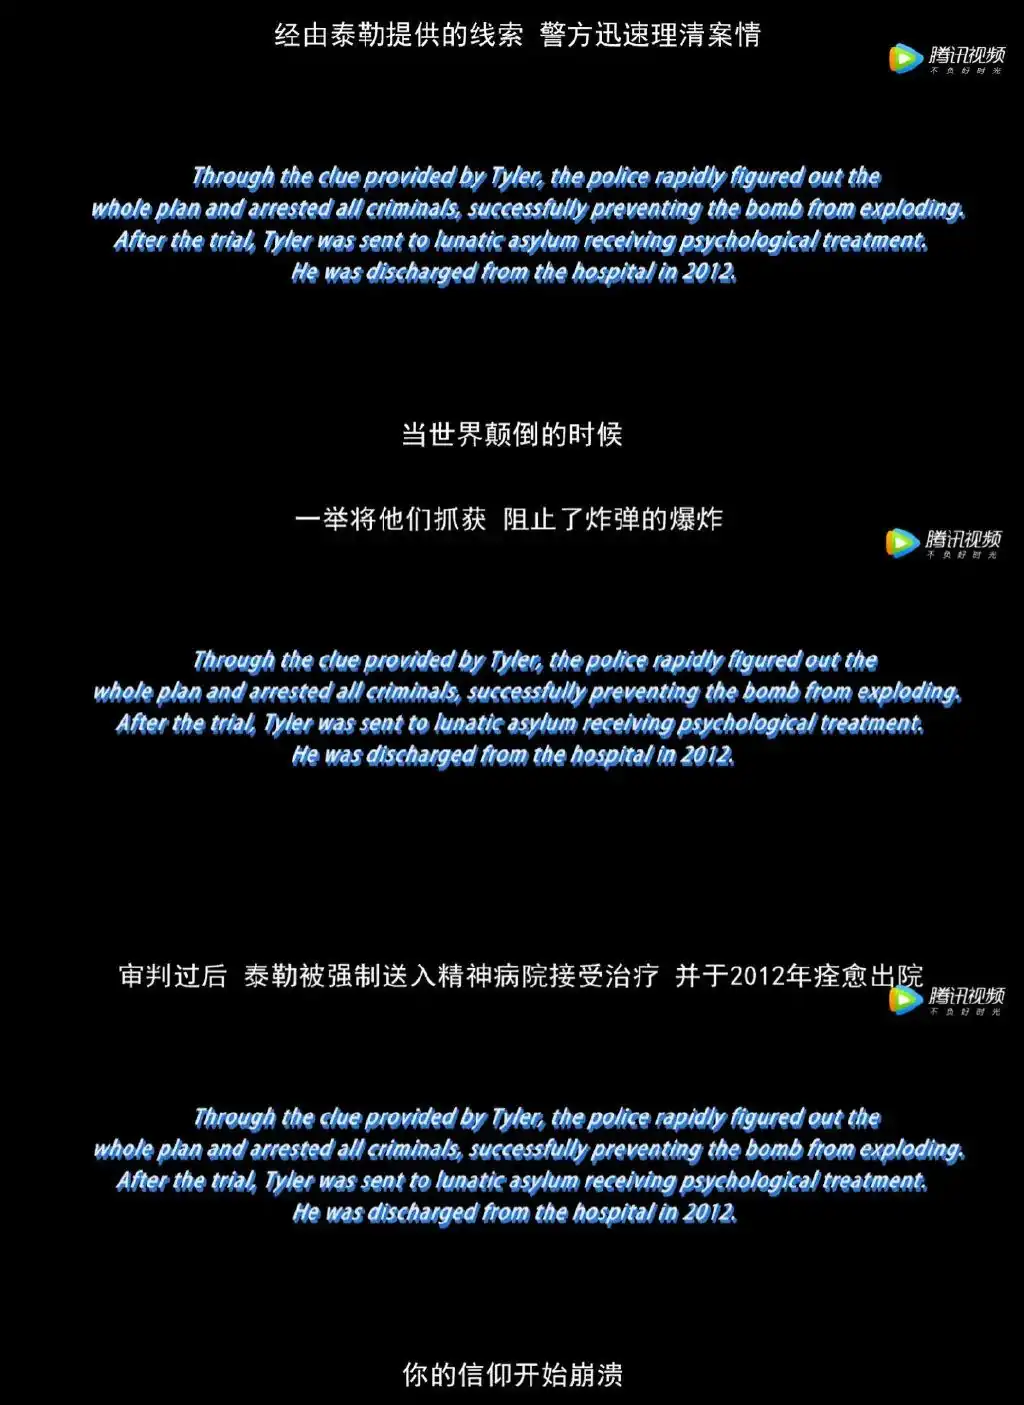 经由泰勒提供的线索 警方迅速理清案情
腾讯视频
不负好时光
Through the clue provided by Tyler, the police rapidly figured out the
whole plan and arrested all criminals, successfully preventing the bomb from exploding.
After the trial, Tyler was sent to lunatic asylum receiving psychological treatment.
He was discharged from the hospital in 2012.
当世界颠倒的时候
一举将他们抓获 阻止了炸弹的爆炸
腾讯视频
不负好时光
Through the clue provided by Tyler, the police rapidly figured out the
whole plan and arrested all criminals, successfully preventing the bomb from exploding.
After the trial, Tyler was sent to lunatic asylum receiving psychological treatment.
He was discharged from the hospital in 2012.
审判过后 泰勒被强制送入精神病院接受治疗 并于2012年痊愈出院
腾讯视频
不负好时光
Through the clue provided by Tyler, the police rapidly figured out the
whole plan and arrested all criminals, successfully preventing the bomb from exploding.
After the trial, Tyler was sent to lunatic asylum receiving psychological treatment.
He was discharged from the hospital in 2012.
你的信仰开始崩溃